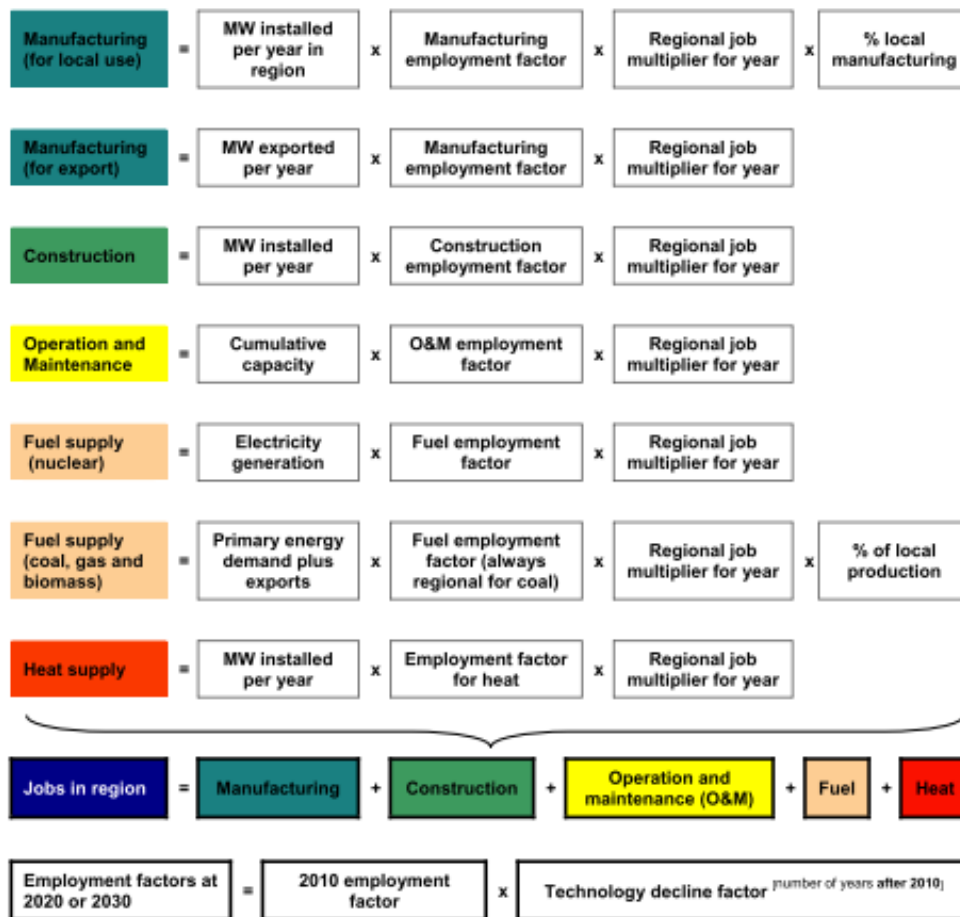 Manufacturing (for local use) = MW installed per year in region x Manufacturing employment factor x Regional job multiplier for year x % local manufacturing
Manufacturing (for export) = MW exported per year x Manufacturing employment factor x Regional job multiplier for year
Construction = MW installed per year x Construction employment factor x Regional job multiplier for year
Operation and Maintenance = Cumulative capacity x O&M employment factor x Regional job multiplier for year
Fuel supply (nuclear) = Electricity generation x Fuel employment factor x Regional job multiplier for year
Fuel supply (coal, gas and biomass) = Primary energy demand plus exports x Fuel employment factor (always regional for coal) x Regional job multiplier for year x % of local production
Heat supply = MW installed per year x Employment factor for heat x Regional job multiplier for year
Jobs in region = Manufacturing + Construction + Operation and maintenance (O&M) + Fuel + Heat
Employment factors at 2020 or 2030 = 2010 employment factor x Technology decline factor [number of years after 2010]